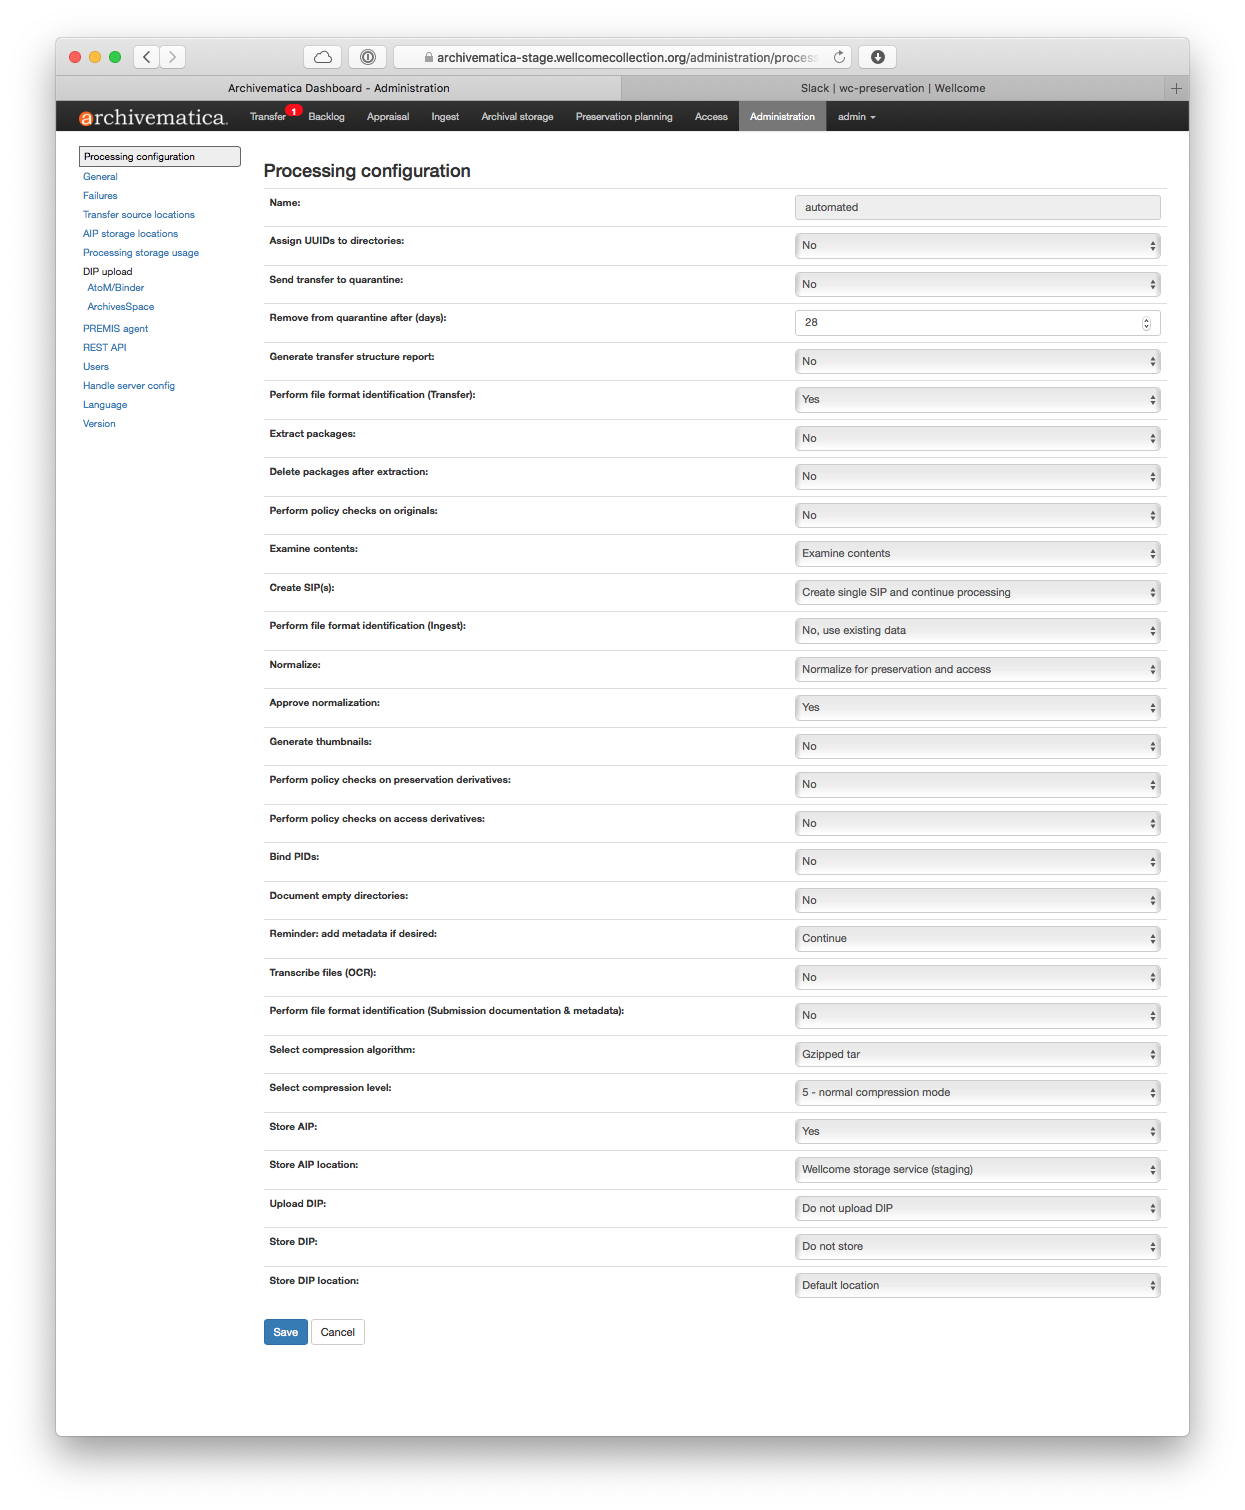 archivematica-stage.wellcomecollection.org/administration/process
Archivematica Dashboard - Administration
Slack | wc-preservation | Wellcome
archivematica. Transfer 1 Backlog Appraisal Ingest Archival storage Preservation planning Access Administration admin
Processing configuration
General
Failures
Transfer source locations
AIP storage locations
Processing storage usage
DIP upload
AtoM/Binder
ArchivesSpace
PREMIS agent
REST API
Users
Handle server config
Language
Version
Processing configuration
Name: automated
Assign UUIDs to directories: No
Send transfer to quarantine: No
Remove from quarantine after (days): 28
Generate transfer structure report: No
Perform file format identification (Transfer): Yes
Extract packages: No
Delete packages after extraction: No
Perform policy checks on originals: No
Examine contents: Examine contents
Create SIP(s): Create single SIP and continue processing
Perform file format identification (Ingest): No, use existing data
Normalize: Normalize for preservation and access
Approve normalization: Yes
Generate thumbnails: No
Perform policy checks on preservation derivatives: No
Perform policy checks on access derivatives: No
Bind PIDs: No
Document empty directories: No
Reminder: add metadata if desired: Continue
Transcribe files (OCR): No
Perform file format identification (Submission documentation & metadata): No
Select compression algorithm: Gzipped tar
Select compression level: 5 - normal compression mode
Store AIP: Yes
Store AIP location: Wellcome storage service (staging)
Upload DIP: Do not upload DIP
Store DIP: Do not store
Store DIP location: Default location
Save Cancel